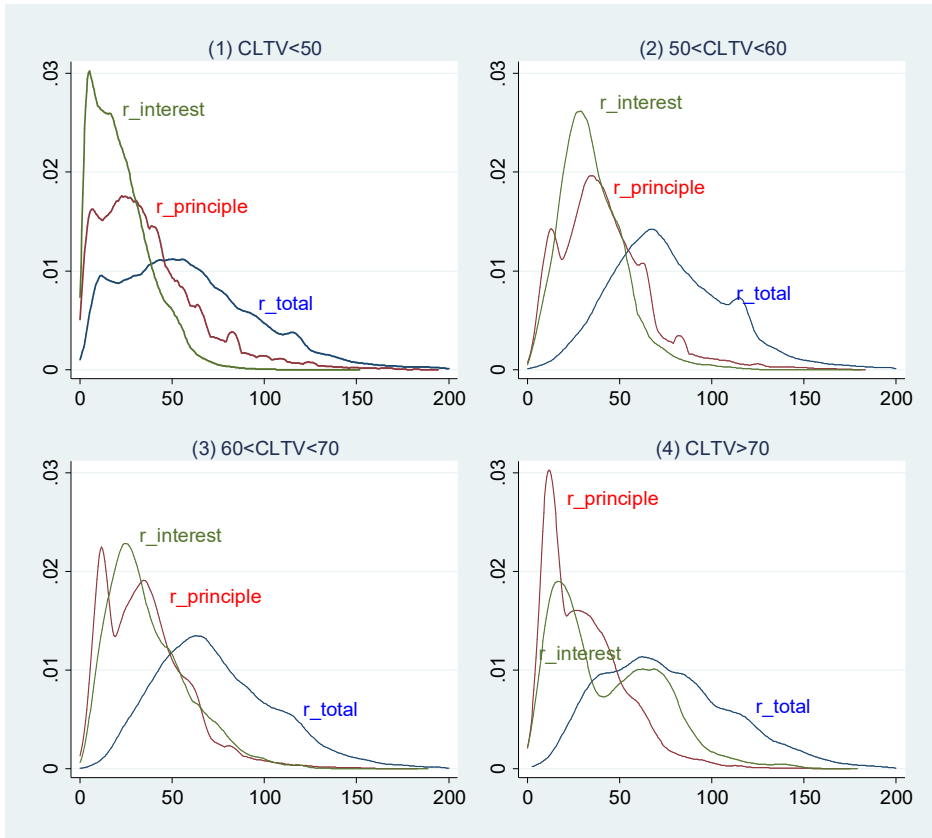 (1) CLTV<50
.03
.02
.01
0
r_interest
r_principle
r_total
0 50 100 150 200
(2) 50<CLTV<60
.03
.02
.01
0
r_interest
r_principle
r_total
0 50 100 150 200
(3) 60<CLTV<70
.03
.02
.01
0
r_interest
r_principle
r_total
0 50 100 150 200
(4) CLTV>70
.03
.02
.01
0
r_principle
r_interest
r_total
0 50 100 150 200